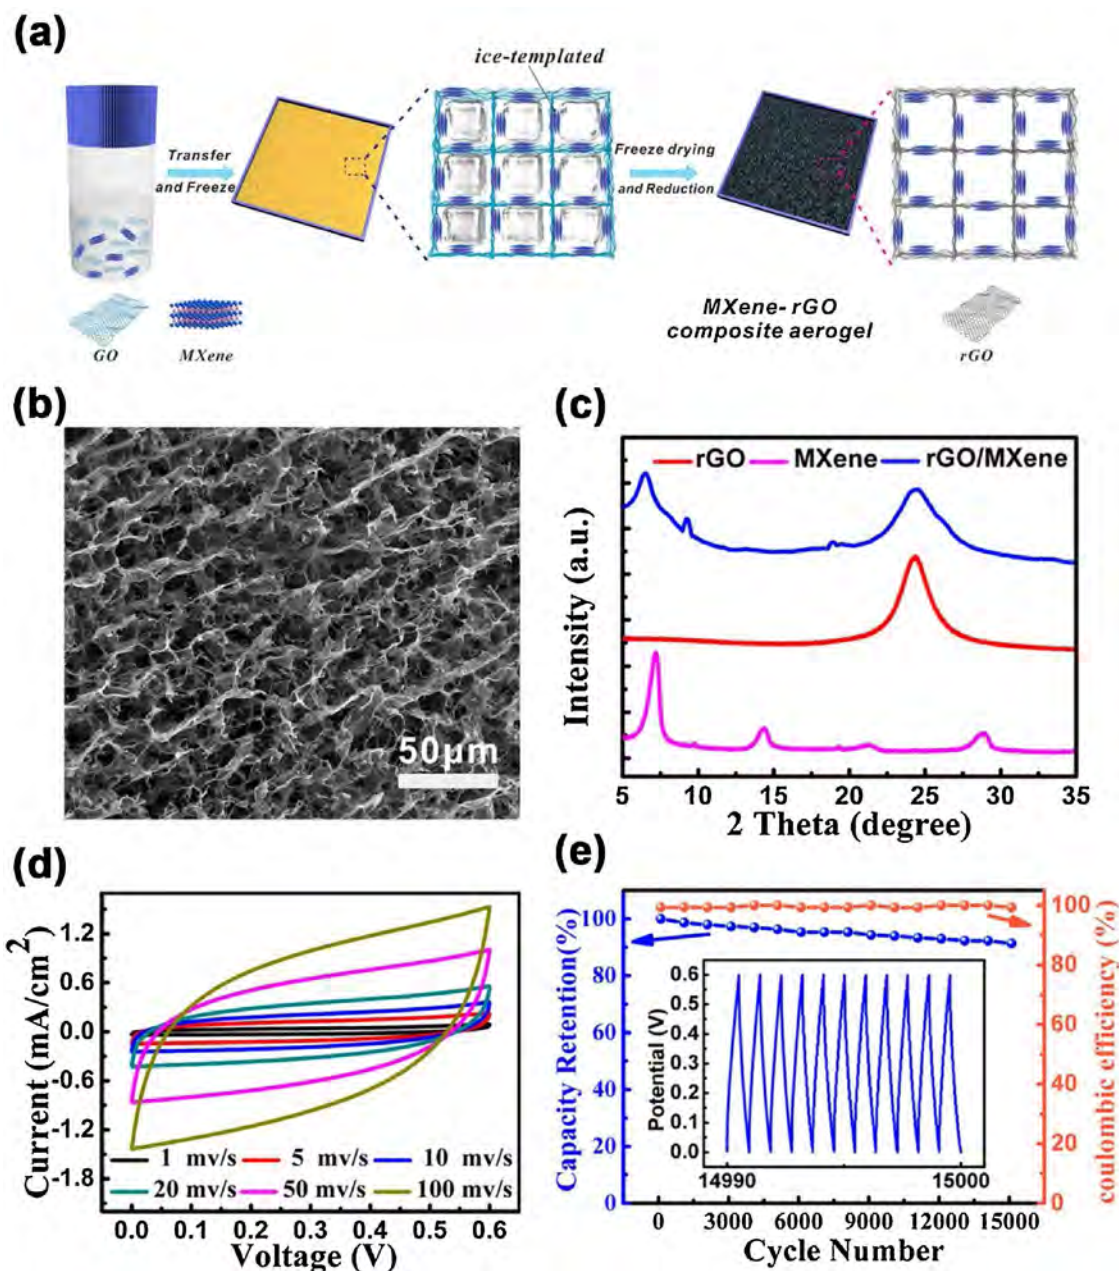 (a)
ice-templated
Transfer
and Freeze
Freeze drying
and Reduction
GO
MXene
MXene-rGO
composite aerogel
rGO
(b)
50μm
(c)
rGO MXene rGO/MXene
Intensity (a.u.)
5 10 15 20 25 30 35
2 Theta (degree)
(d)
Current (mA/cm²)
1.2
0.6
0.0
-0.6
-1.2
-1.8
1 mv/s 5 mv/s 10 mv/s
20 mv/s 50 mv/s 100 mv/s
0.0 0.1 0.2 0.3 0.4 0.5 0.6
Voltage (V)
(e)
Capacity Retention(%)
100
80
60
40
20
0
Potential (V)
0.6
0.5
0.4
0.3
0.2
0.1
0.0
14990 15000
100
80
60
40
20
0
coulombic efficiency (%)
0 3000 6000 9000 12000 15000
Cycle Number